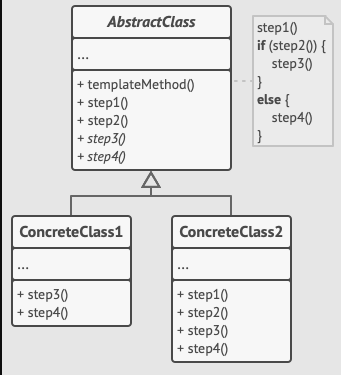 AbstractClass
...
+ templateMethod()
+ step1()
+ step2()
+ step3()
+ step4()
step1()
if (step2()) {
step3()
}
else {
step4()
}
ConcreteClass1
...
+ step3()
+ step4()
ConcreteClass2
...
+ step1()
+ step2()
+ step3()
+ step4()